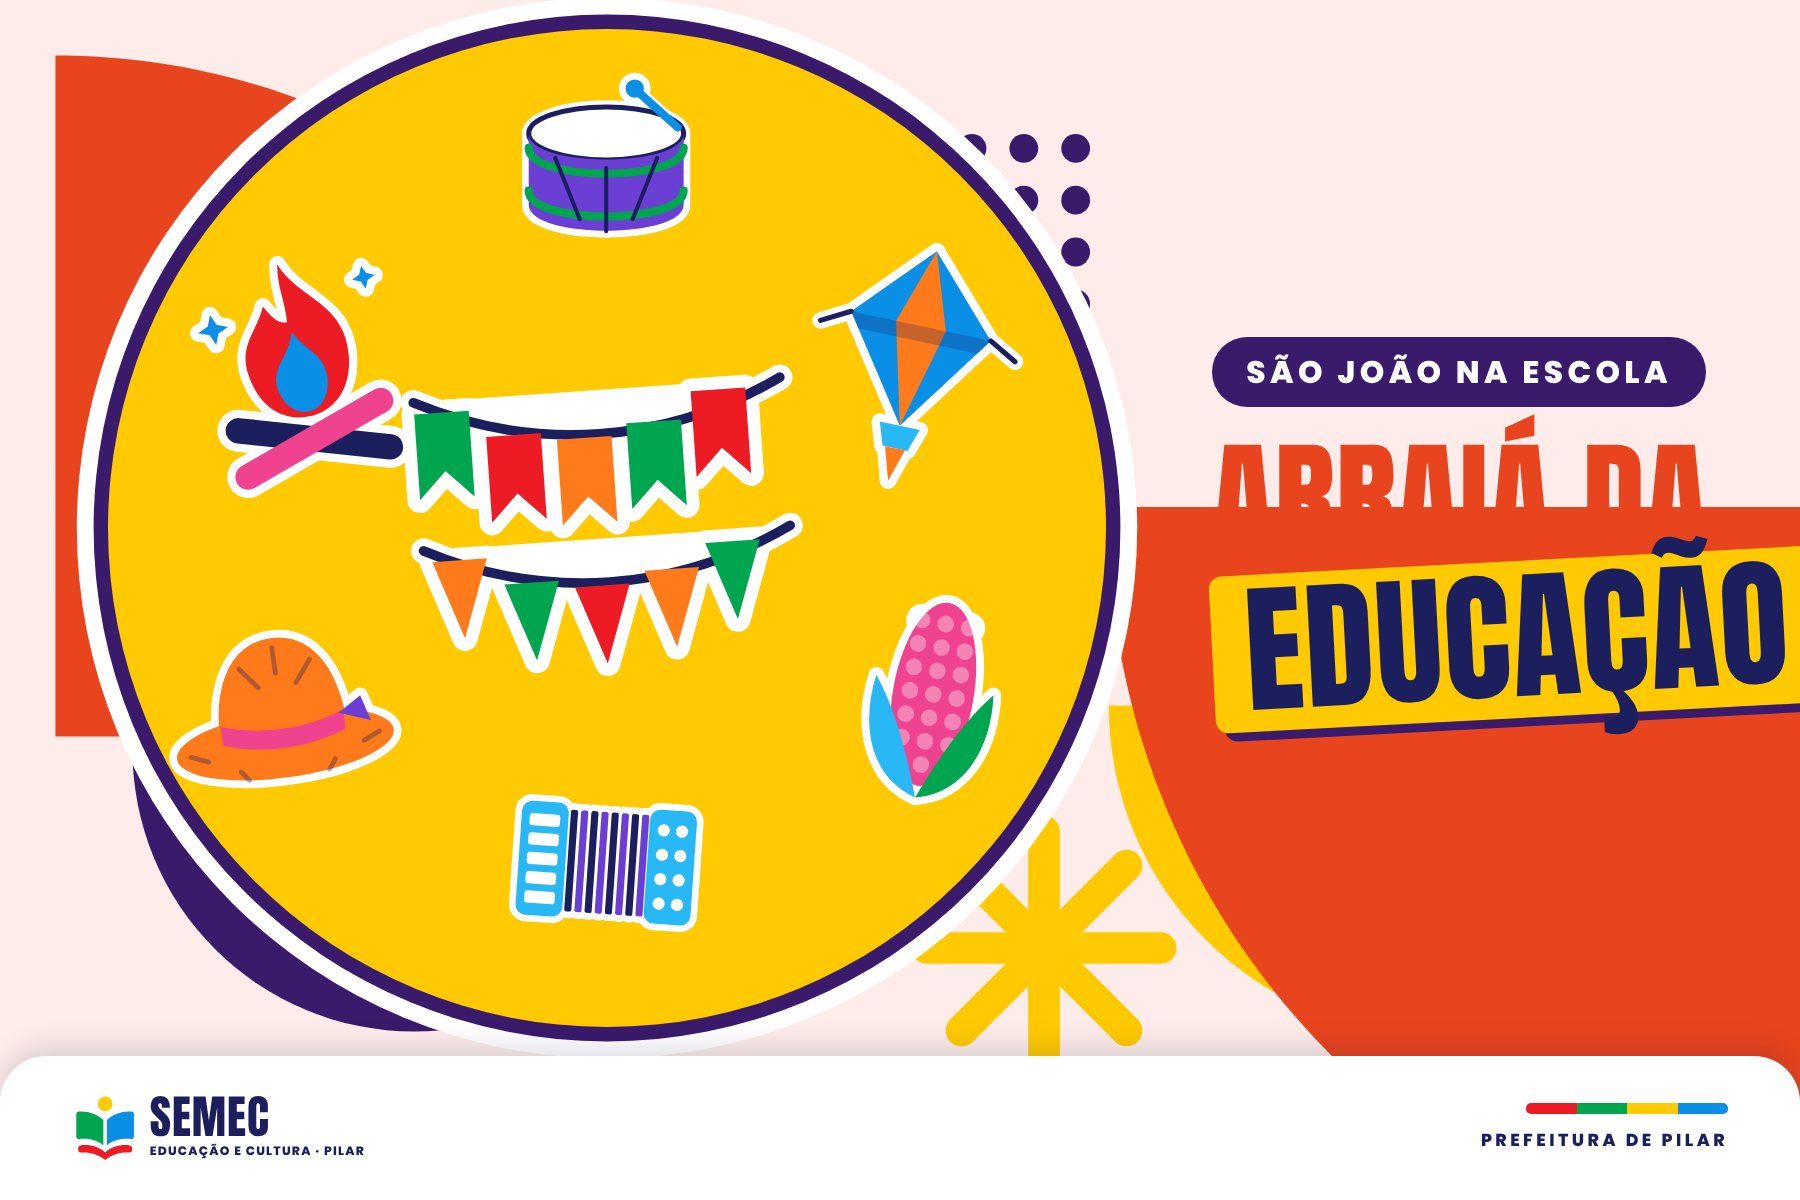 SÃO JOÃO NA ESCOLA
ARRAIÁ DA
EDUCAÇÃO
SEMEC
EDUCAÇÃO E CULTURA · PILAR
PREFEITURA DE PILAR